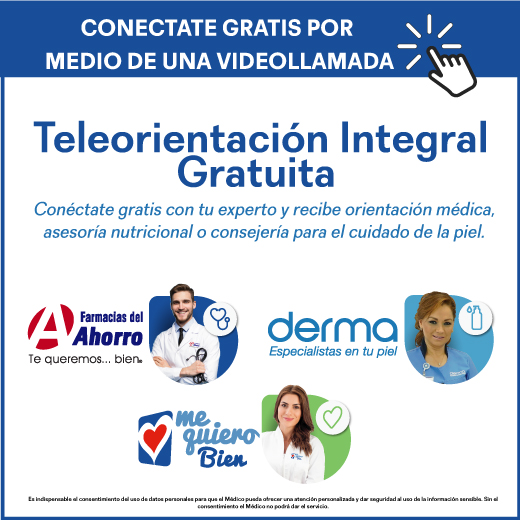 CONECTATE GRATIS POR
MEDIO DE UNA VIDEOLLAMADA
Teleorientación Integral
Gratuita
Conéctate gratis con tu experto y recibe orientación médica,
asesoría nutricional o consejería para el cuidado de la piel.
Farmacias del
Ahorro
Te queremos... bien
derma
Especialistas en tu piel
me
quiero
Bien
Es indispensable el consentimiento del uso de datos personales para que el Médico pueda ofrecer una atención personalizada y dar seguridad al uso de la información sensible. Sin el
consentimiento el Médico no podrá dar el servicio.